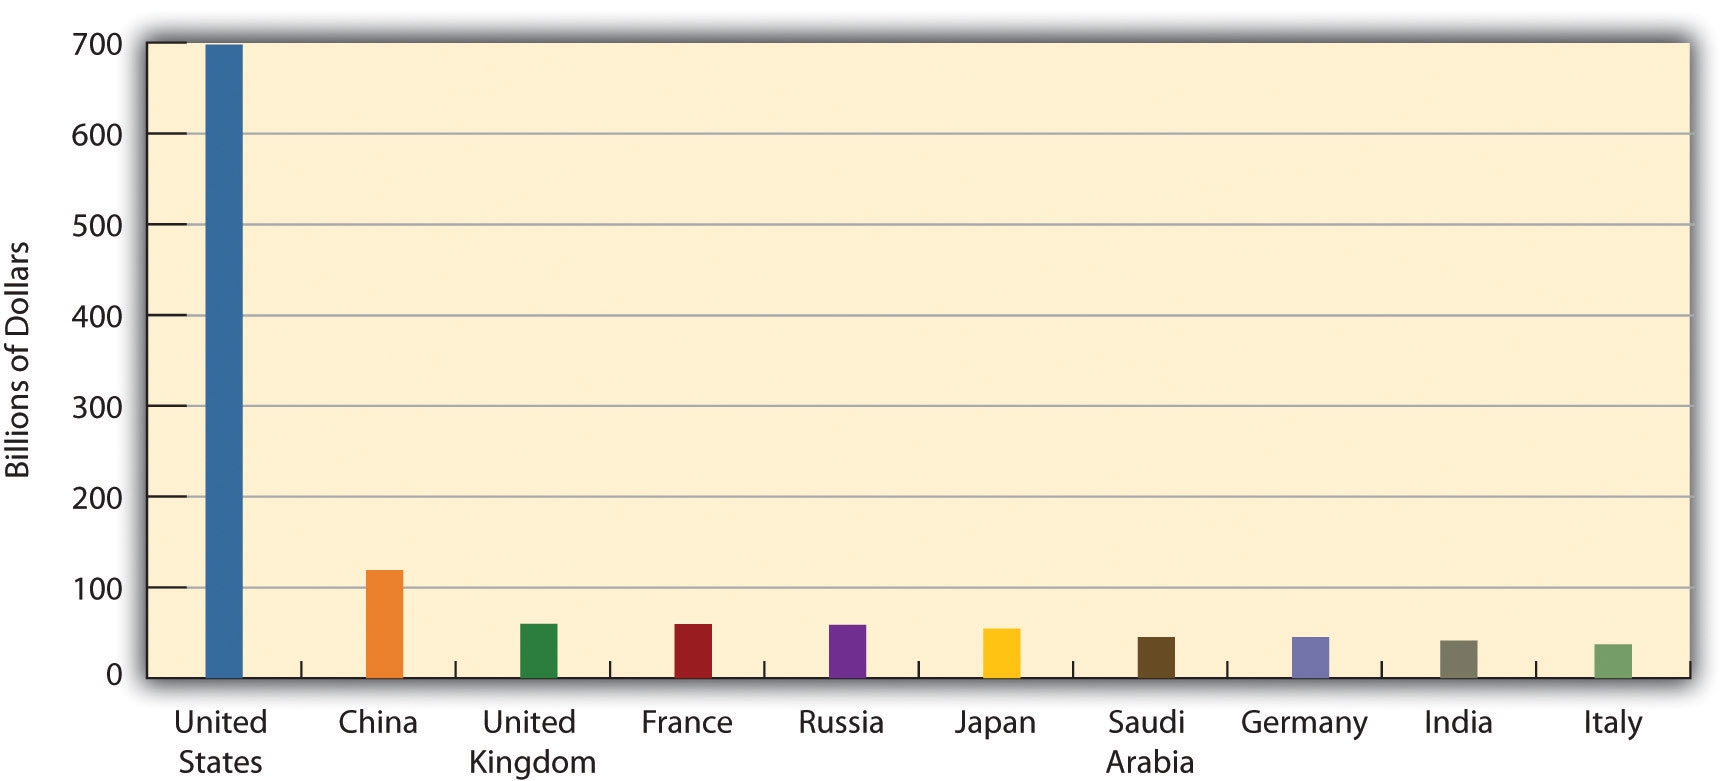 700
600
500
400
300
200
100
0
Billions of Dollars
United States
China
United Kingdom
France
Russia
Japan
Saudi Arabia
Germany
India
Italy